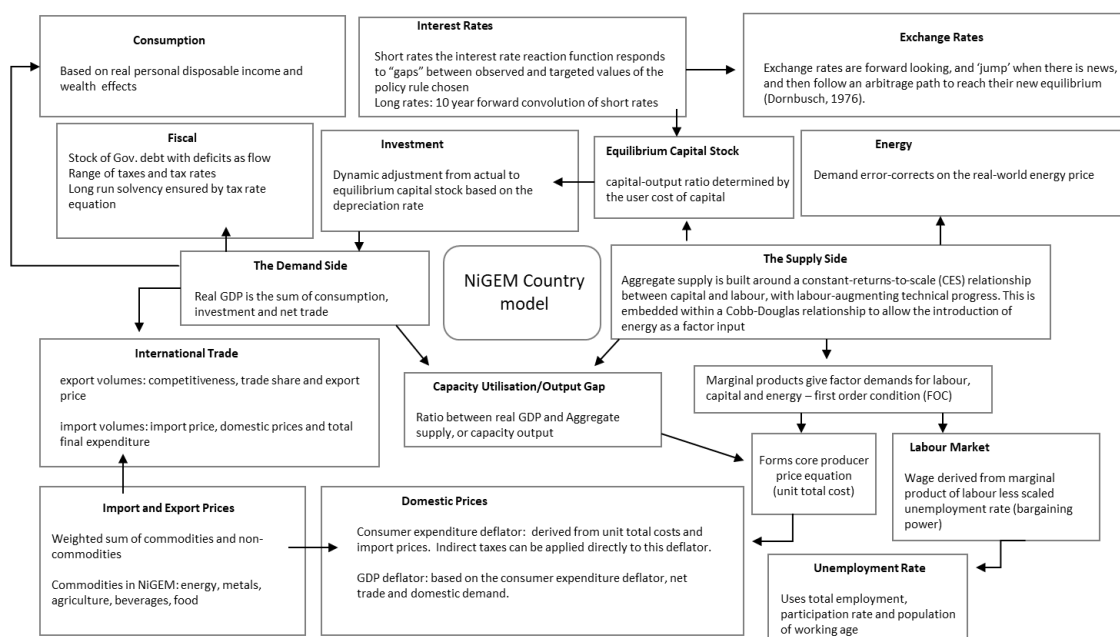 Consumption
Based on real personal disposable income and
wealth effects
Interest Rates
Short rates the interest rate reaction function responds
to “gaps” between observed and targeted values of the
policy rule chosen
Long rates: 10 year forward convolution of short rates
Exchange Rates
Exchange rates are forward looking, and ‘jump’ when there is news,
and then follow an arbitrage path to reach their new equilibrium
(Dornbusch, 1976).
Fiscal
Stock of Gov. debt with deficits as flow
Range of taxes and tax rates
Long run solvency ensured by tax rate
equation
Investment
Dynamic adjustment from actual to
equilibrium capital stock based on the
depreciation rate
Equilibrium Capital Stock
capital-output ratio determined by
the user cost of capital
Energy
Demand error-corrects on the real-world energy price
The Demand Side
Real GDP is the sum of consumption,
investment and net trade
NiGEM Country
model
The Supply Side
Aggregate supply is built around a constant-returns-to-scale (CES) relationship
between capital and labour, with labour-augmenting technical progress. This is
embedded within a Cobb-Douglas relationship to allow the introduction of
energy as a factor input
International Trade
export volumes: competitiveness, trade share and export
price
import volumes: import price, domestic prices and total
final expenditure
Capacity Utilisation/Output Gap
Ratio between real GDP and Aggregate
supply, or capacity output
Marginal products give factor demands for labour,
capital and energy – first order condition (FOC)
Forms core producer
price equation
(unit total cost)
Labour Market
Wage derived from marginal
product of labour less scaled
unemployment rate (bargaining
power)
Import and Export Prices
Weighted sum of commodities and non-
commodities
Commodities in NiGEM: energy, metals,
agriculture, beverages, food
Domestic Prices
Consumer expenditure deflator: derived from unit total costs and
import prices. Indirect taxes can be applied directly to this deflator.
GDP deflator: based on the consumer expenditure deflator, net
trade and domestic demand.
Unemployment Rate
Uses total employment,
participation rate and population
of working age